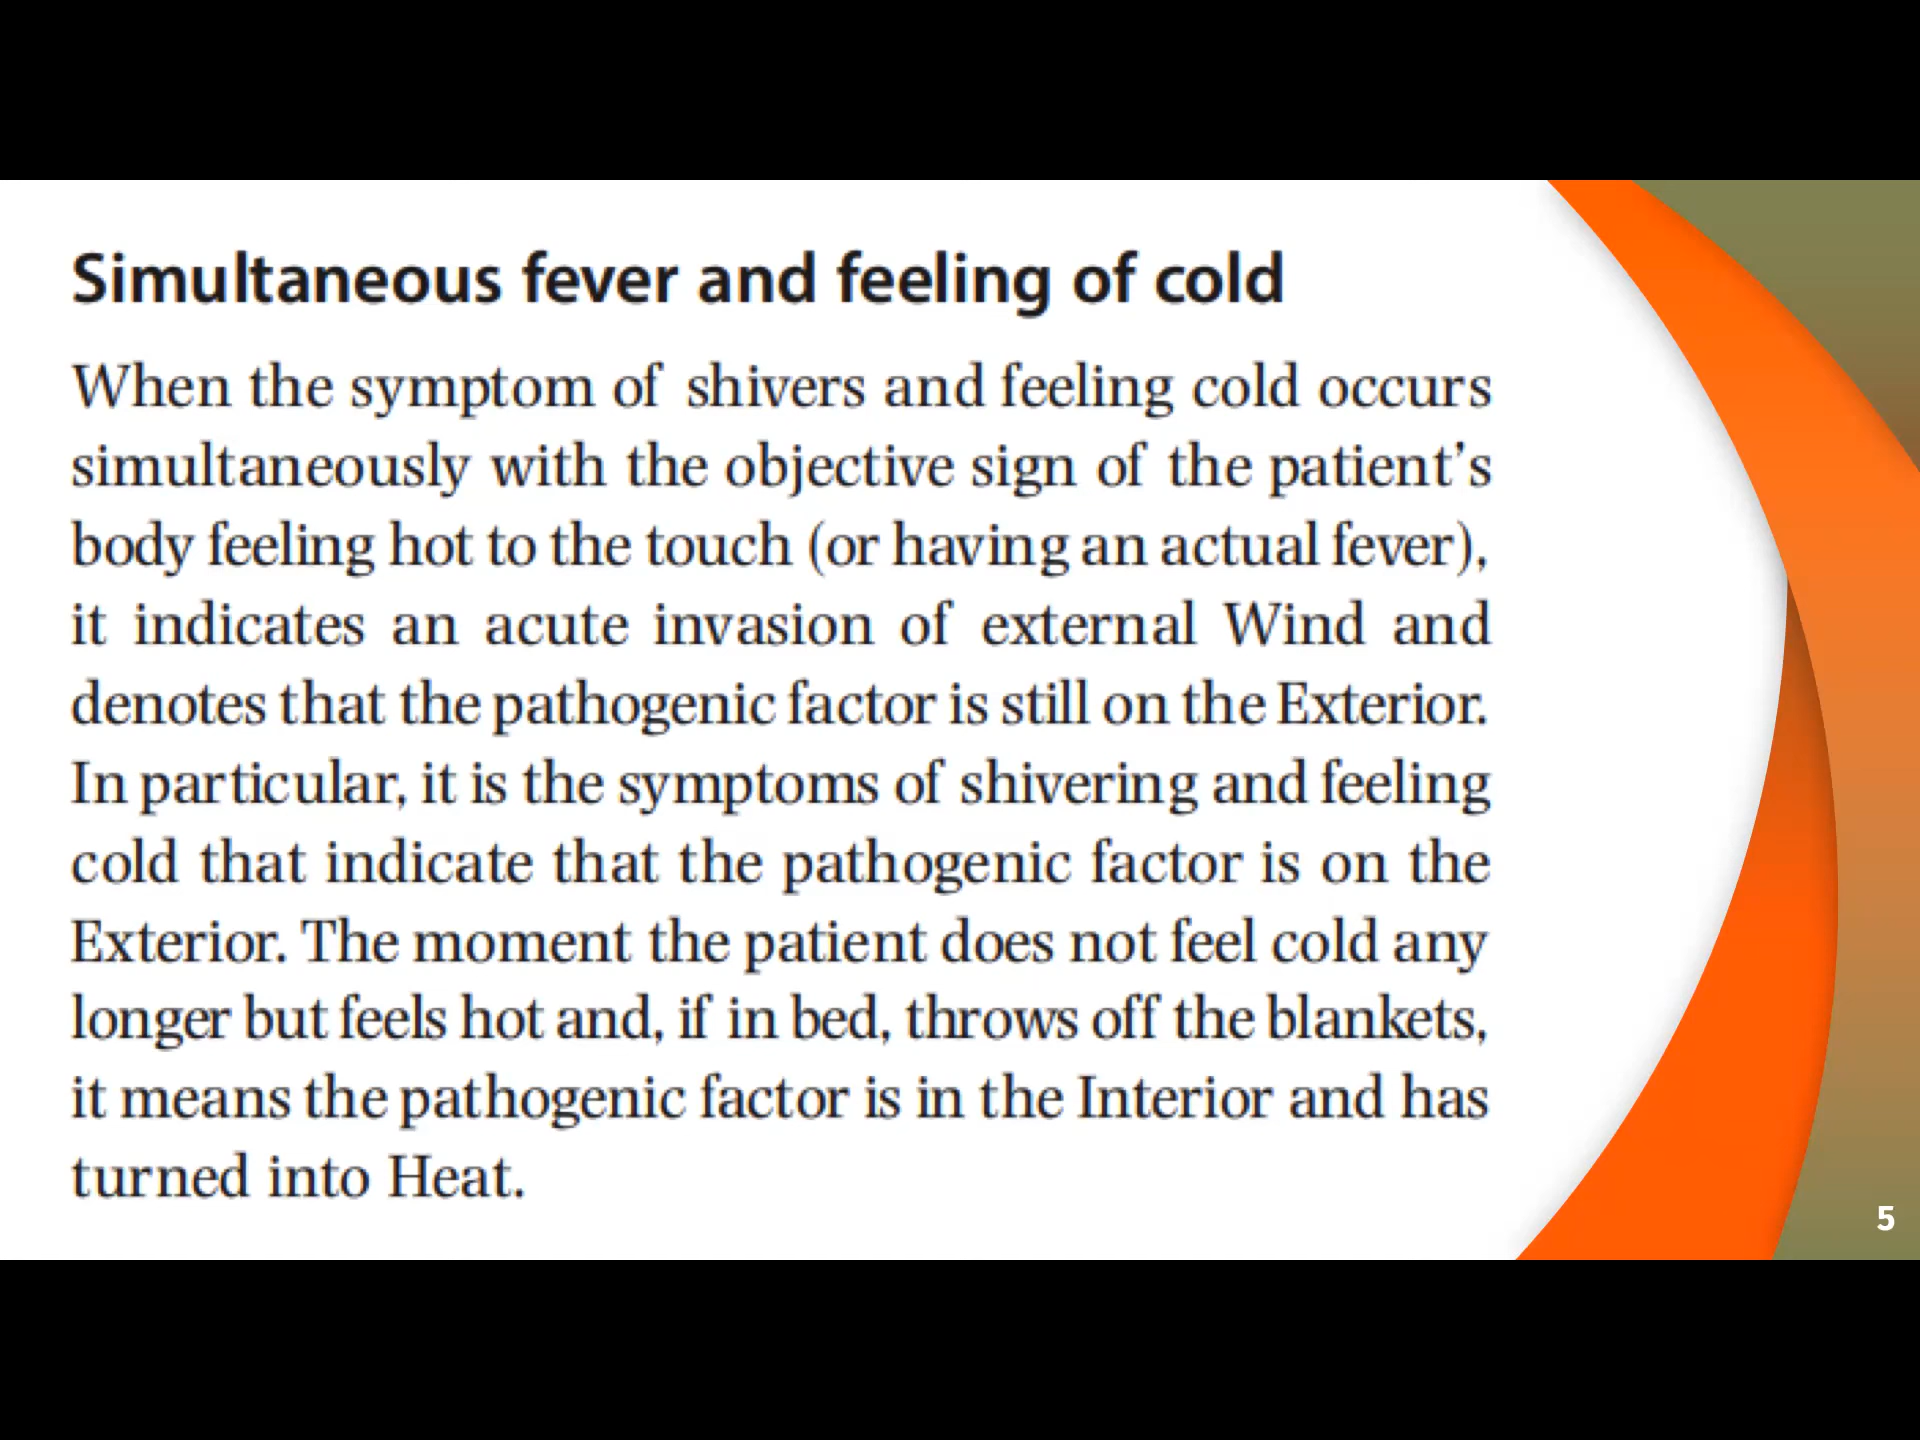 Simultaneous fever and feeling of cold
When the symptom of shivers and feeling cold occurs
simultaneously with the objective sign of the patient's
body feeling hot to the touch (or having an actual fever),
it indicates an acute invasion of external Wind and
denotes that the pathogenic factor is still on the Exterior.
In particular, it is the symptoms of shivering and feeling
cold that indicate that the pathogenic factor is on the
Exterior. The moment the patient does not feel cold any
longer but feels hot and, if in bed, throws off the blankets,
it means the pathogenic factor is in the Interior and has
turned into Heat.
5